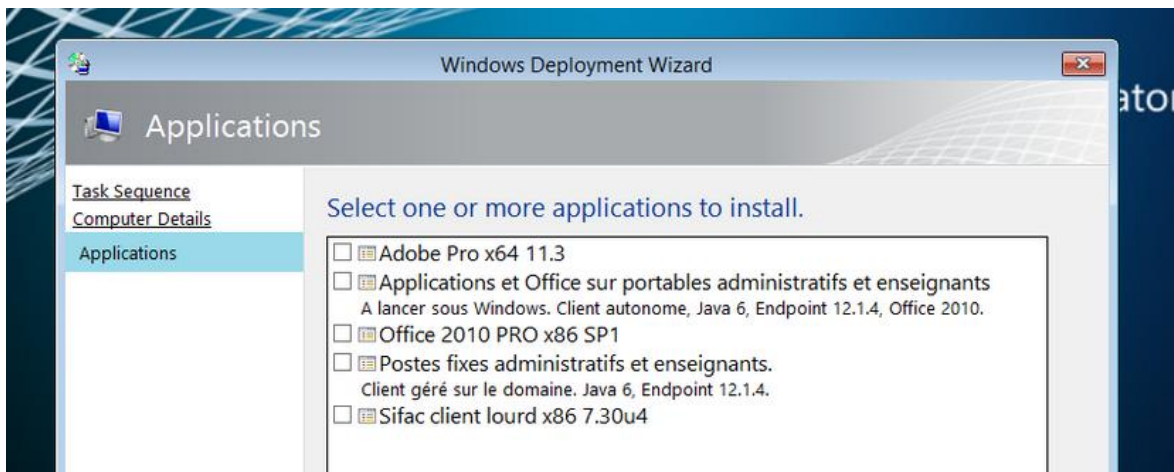 Windows Deployment Wizard
Applications
Task Sequence
Computer Details
Applications
Select one or more applications to install.
Adobe Pro x64 11.3
Applications et Office sur portables administratifs et enseignants
A lancer sous Windows. Client autonome, Java 6, Endpoint 12.1.4, Office 2010.
Office 2010 PRO x86 SP1
Postes fixes administratifs et enseignants.
Client géré sur le domaine. Java 6, Endpoint 12.1.4.
Sifac client lourd x86 7.30u4